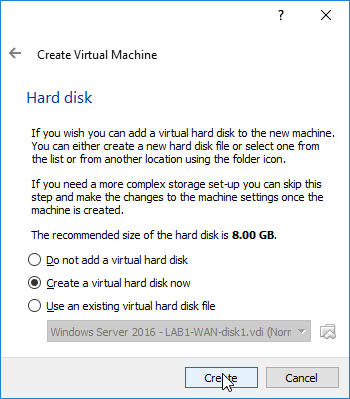 ?
Create Virtual Machine
Hard disk
If you wish you can add a virtual hard disk to the new machine.
You can either create a new hard disk file or select one from
the list or from another location using the folder icon.
If you need a more complex storage set-up you can skip this
step and make the changes to the machine settings once the
machine is created.
The recommended size of the hard disk is 8.00 GB.
Do not add a virtual hard disk
Create a virtual hard disk now
Use an existing virtual hard disk file
Windows Server 2016 - LAB1-WAN-disk1.vdi (Norr
Create Cancel